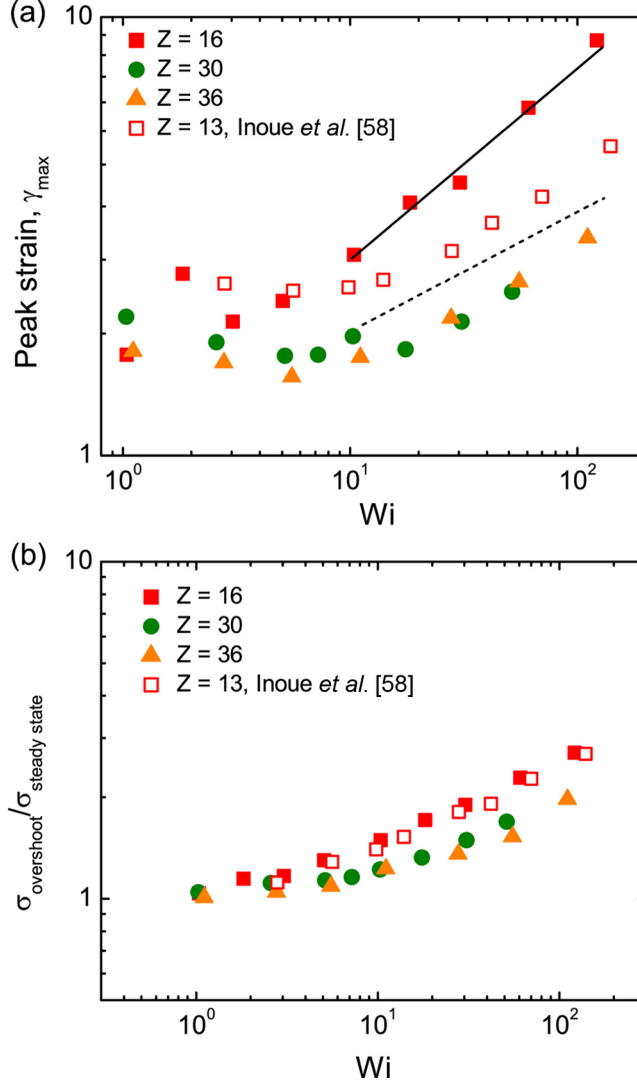 (a)
10
Z = 16
Z = 30
Z = 36
Z = 13, Inoue et al. [58]
Peak strain, γmax
1
10⁰
10¹
10²
Wi
(b)
10
Z = 16
Z = 30
Z = 36
Z = 13, Inoue et al. [58]
σovershoot/σsteady state
1
10⁰
10¹
10²
Wi